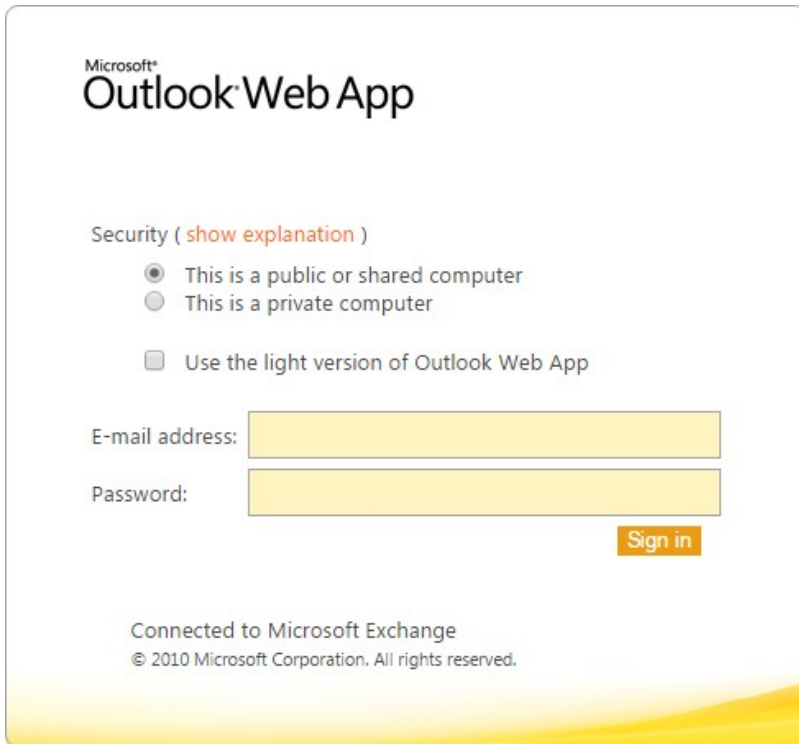 Microsoft®
Outlook® Web App
Security ( show explanation )
This is a public or shared computer
This is a private computer
Use the light version of Outlook Web App
E-mail address:
Password:
Sign in
Connected to Microsoft Exchange
© 2010 Microsoft Corporation. All rights reserved.